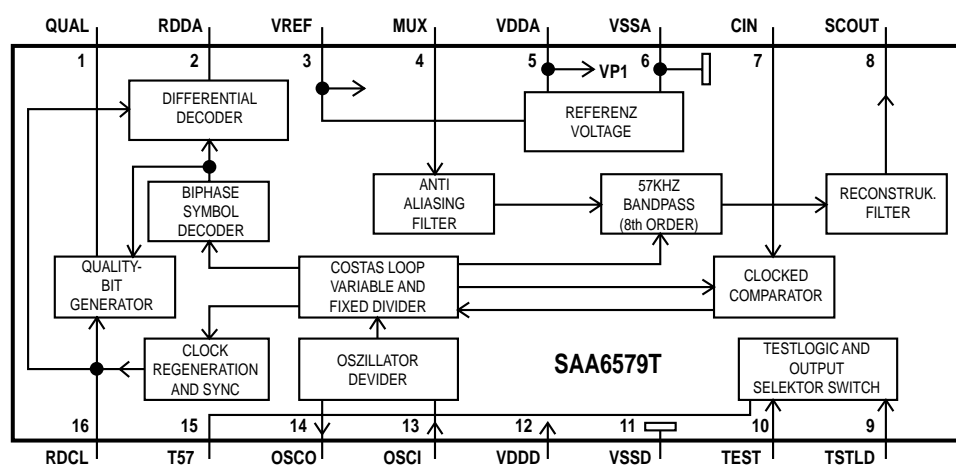 QUAL RDDA VREF MUX VDDA VSSA CIN SCOUT
1 2 3 4 5 6 7 8
VP1
DIFFERENTIAL
DECODER
REFERENZ
VOLTAGE
BIPHASE
SYMBOL
DECODER
ANTI
ALIASING
FILTER
57KHZ
BANDPASS
(8th ORDER)
RECONSTRUK.
FILTER
QUALITY-
BIT
GENERATOR
COSTAS LOOP
VARIABLE AND
FIXED DIVIDER
CLOCKED
COMPARATOR
CLOCK
REGENERATION
AND SYNC
OSZILLATOR
DEVIDER
SAA6579T
TESTLOGIC AND
OUTPUT
SELEKTOR SWITCH
16 15 14 13 12 11 10 9
RDCL T57 OSCO OSCI VDDD VSSD TEST TSTLD